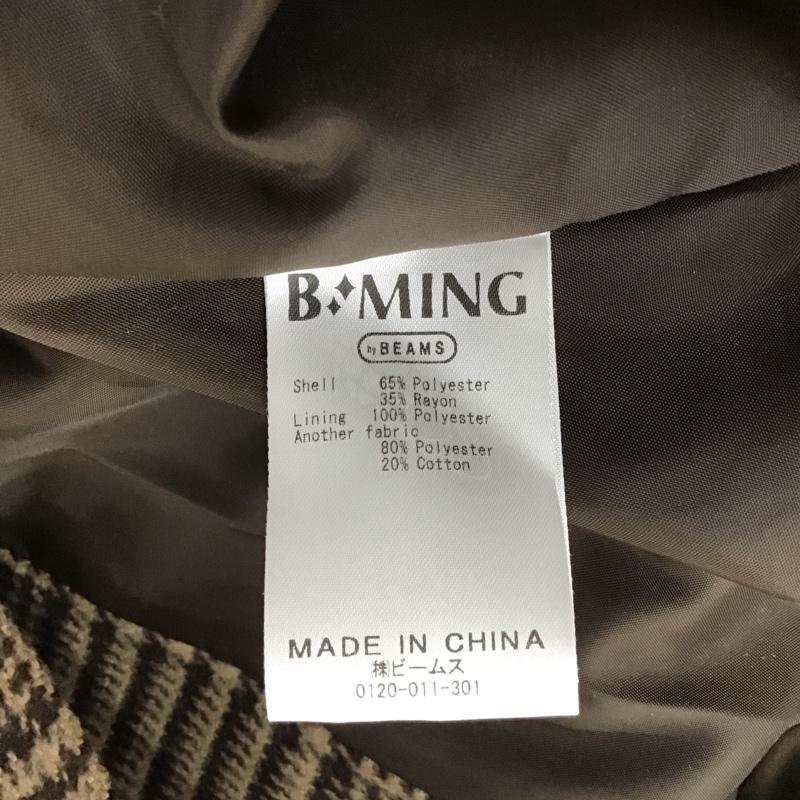 B MING
by BEAMS
Shell 65% Polyester
35% Rayon
Lining 100% Polyester
Another fabric
80% Polyester
20% Cotton
MADE IN CHINA
㈱ビームス
0120-011-301